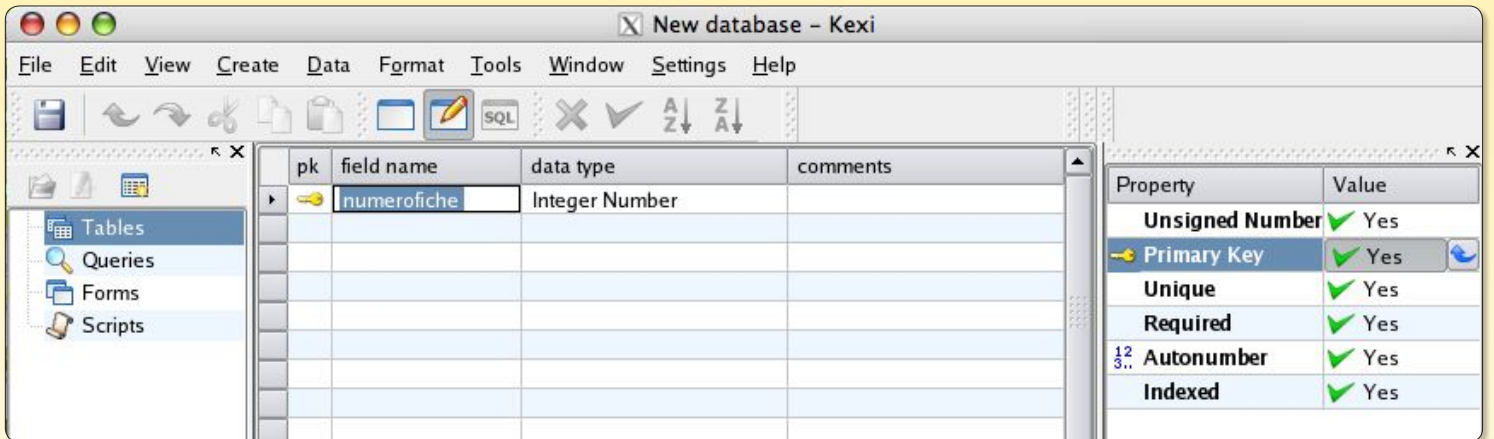 New database – Kexi
File Edit View Create Data Format Tools Window Settings Help
SQL A Z Z A
pk field name data type comments
numerofiche Integer Number
Tables
Queries
Forms
Scripts
Property Value
Unsigned Number Yes
Primary Key Yes
Unique Yes
Required Yes
12 3.. Autonumber Yes
Indexed Yes